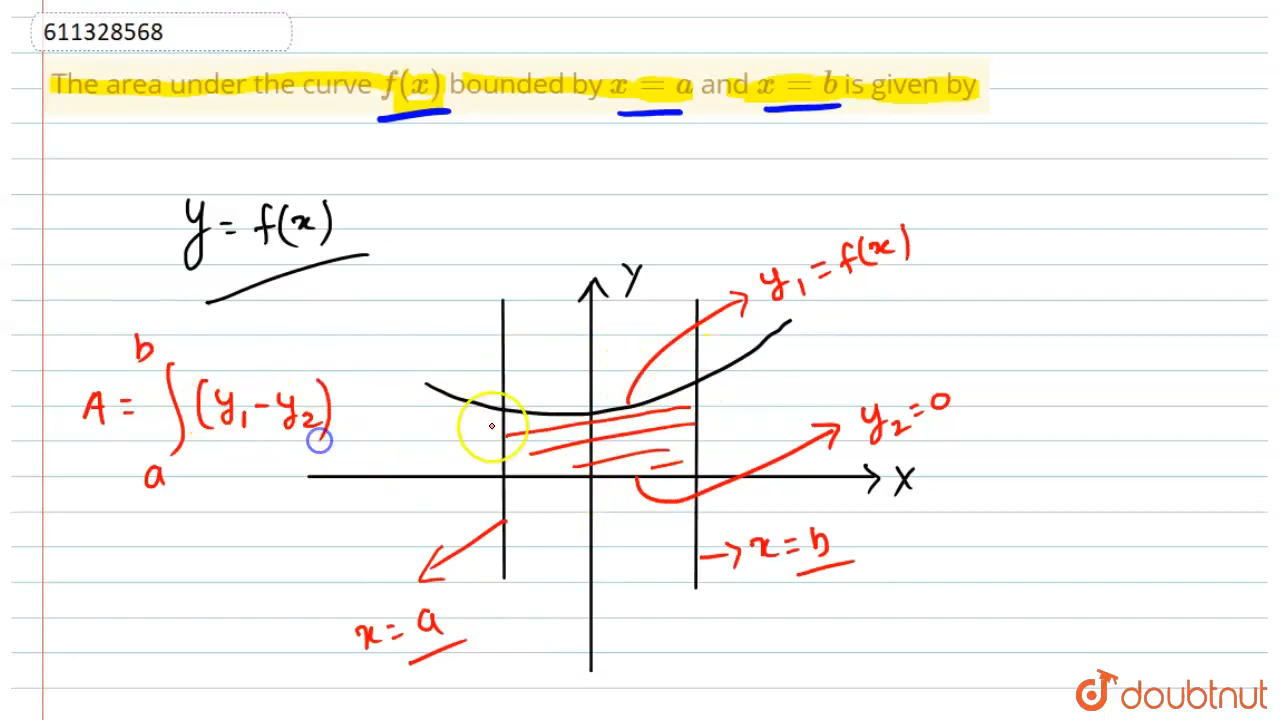 611328568
The area under the curve f(x) bounded by x = a and x = b is given by
y = f(x)
Y
y₁ = f(x)
b
A = ∫ (y₁ - y₂)
a
y₂ = 0
X
x = b
x = a
doubtnut